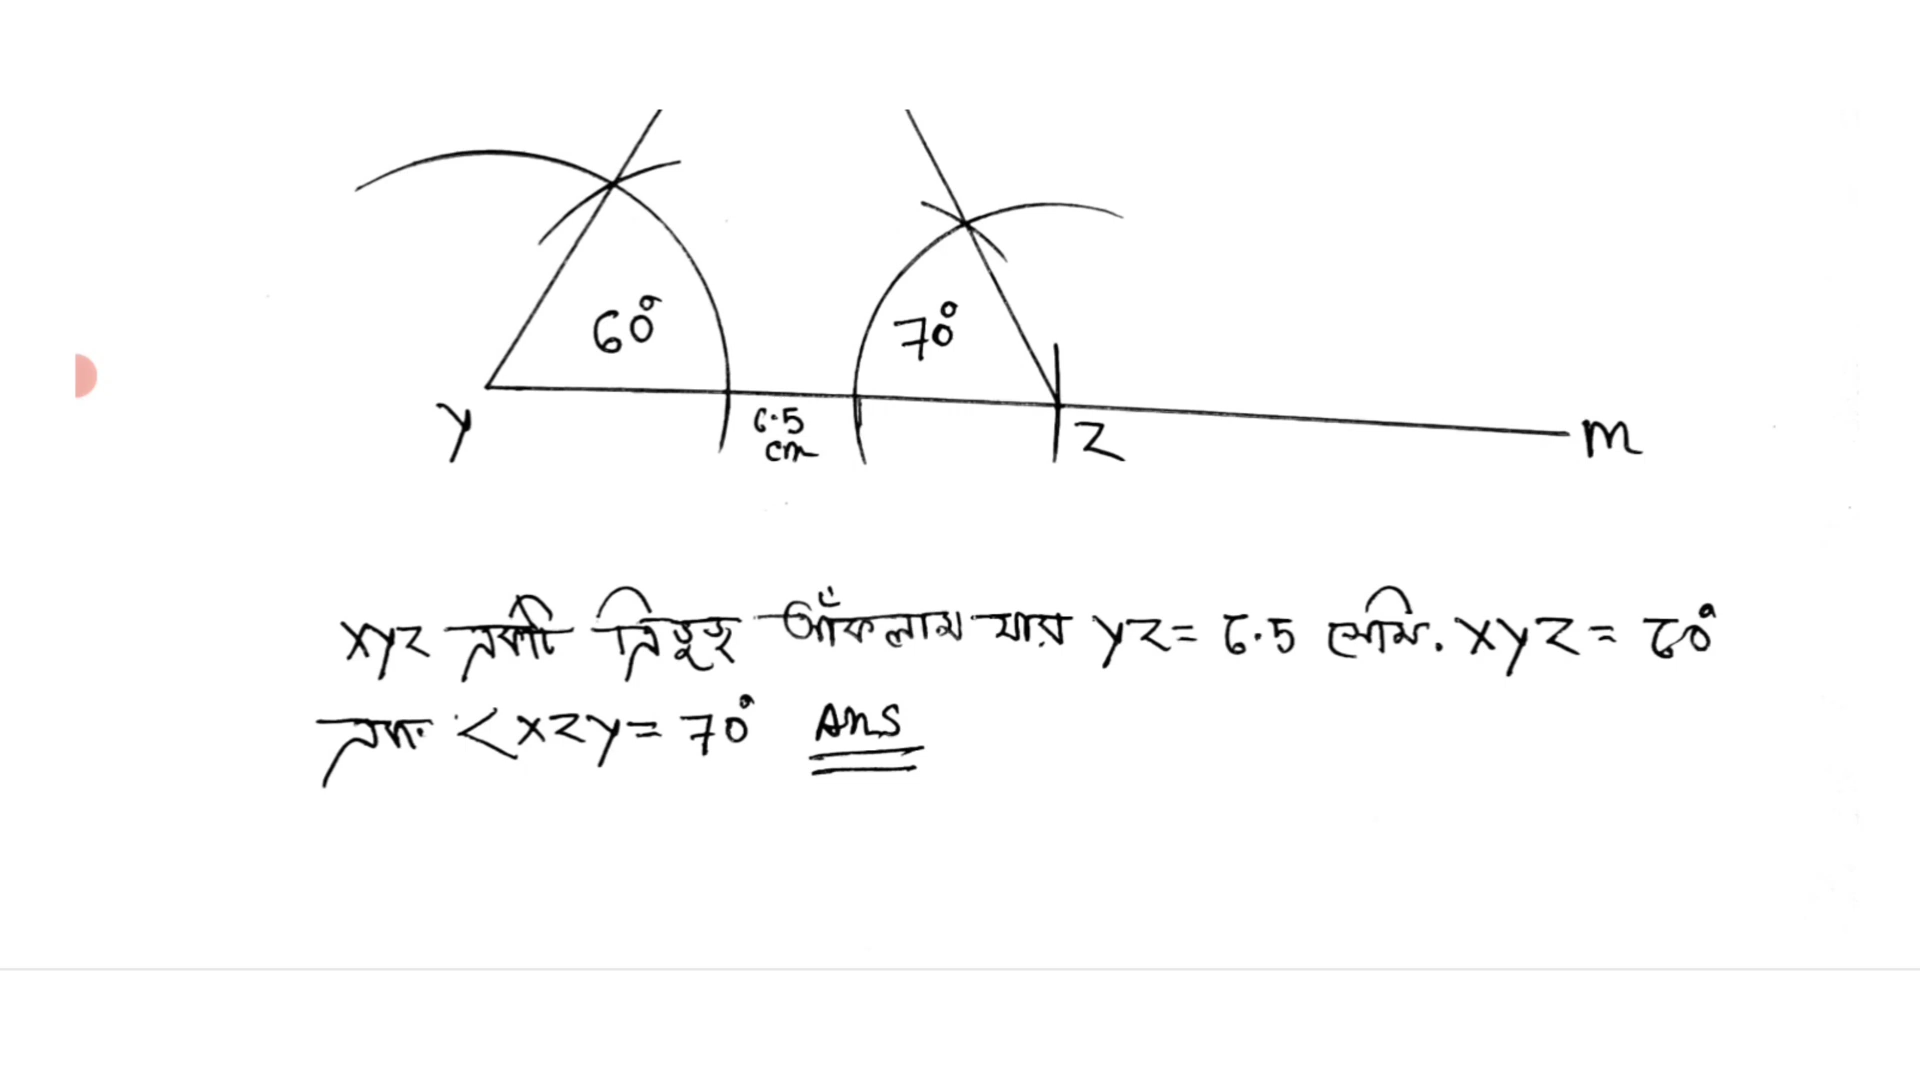 60°
70°
y
6.5
cm
z
m
xyz একটি ত্রিভুজ আঁকলাম যার yz = 6.5 সেমি. xyz = 60°
এবং <xzy = 70° Ans